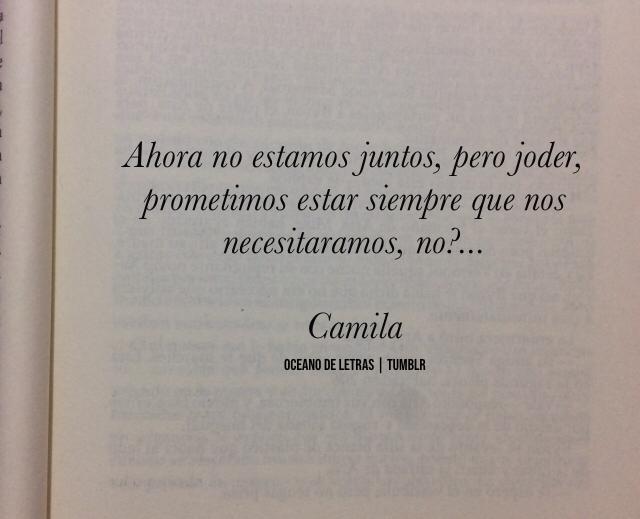 Ahora no estamos juntos, pero joder,
prometimos estar siempre que nos
necesitaramos, no?...
Camila
OCEANO DE LETRAS | TUMBLR